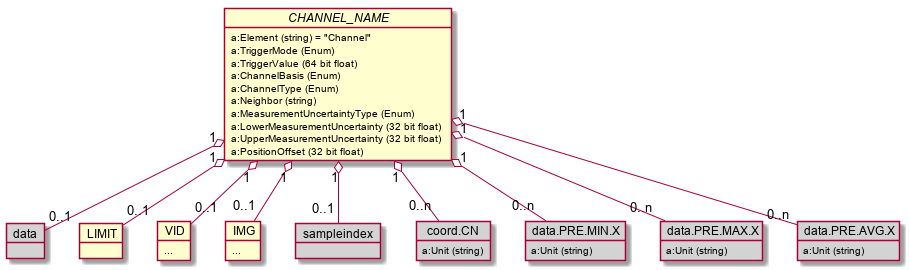 CHANNEL_NAME
a:Element (string) = "Channel"
a:TriggerMode (Enum)
a:TriggerValue (64 bit float)
a:ChannelBasis (Enum)
a:ChannelType (Enum)
a:Neighbor (string)
a:MeasurementUncertaintyType (Enum)
a:LowerMeasurementUncertainty (32 bit float)
a:UpperMeasurementUncertainty (32 bit float)
a:PositionOffset (32 bit float)
1
1
1
1
1
1
1
1
1
0..1
0..1
0..1
0..1
0..1
0..n
0..n
0..n
0..n
data
LIMIT
VID
...
IMG
...
sampleindex
coord.CN
a:Unit (string)
data.PRE.MIN.X
a:Unit (string)
data.PRE.MAX.X
a:Unit (string)
data.PRE.AVG.X
a:Unit (string)